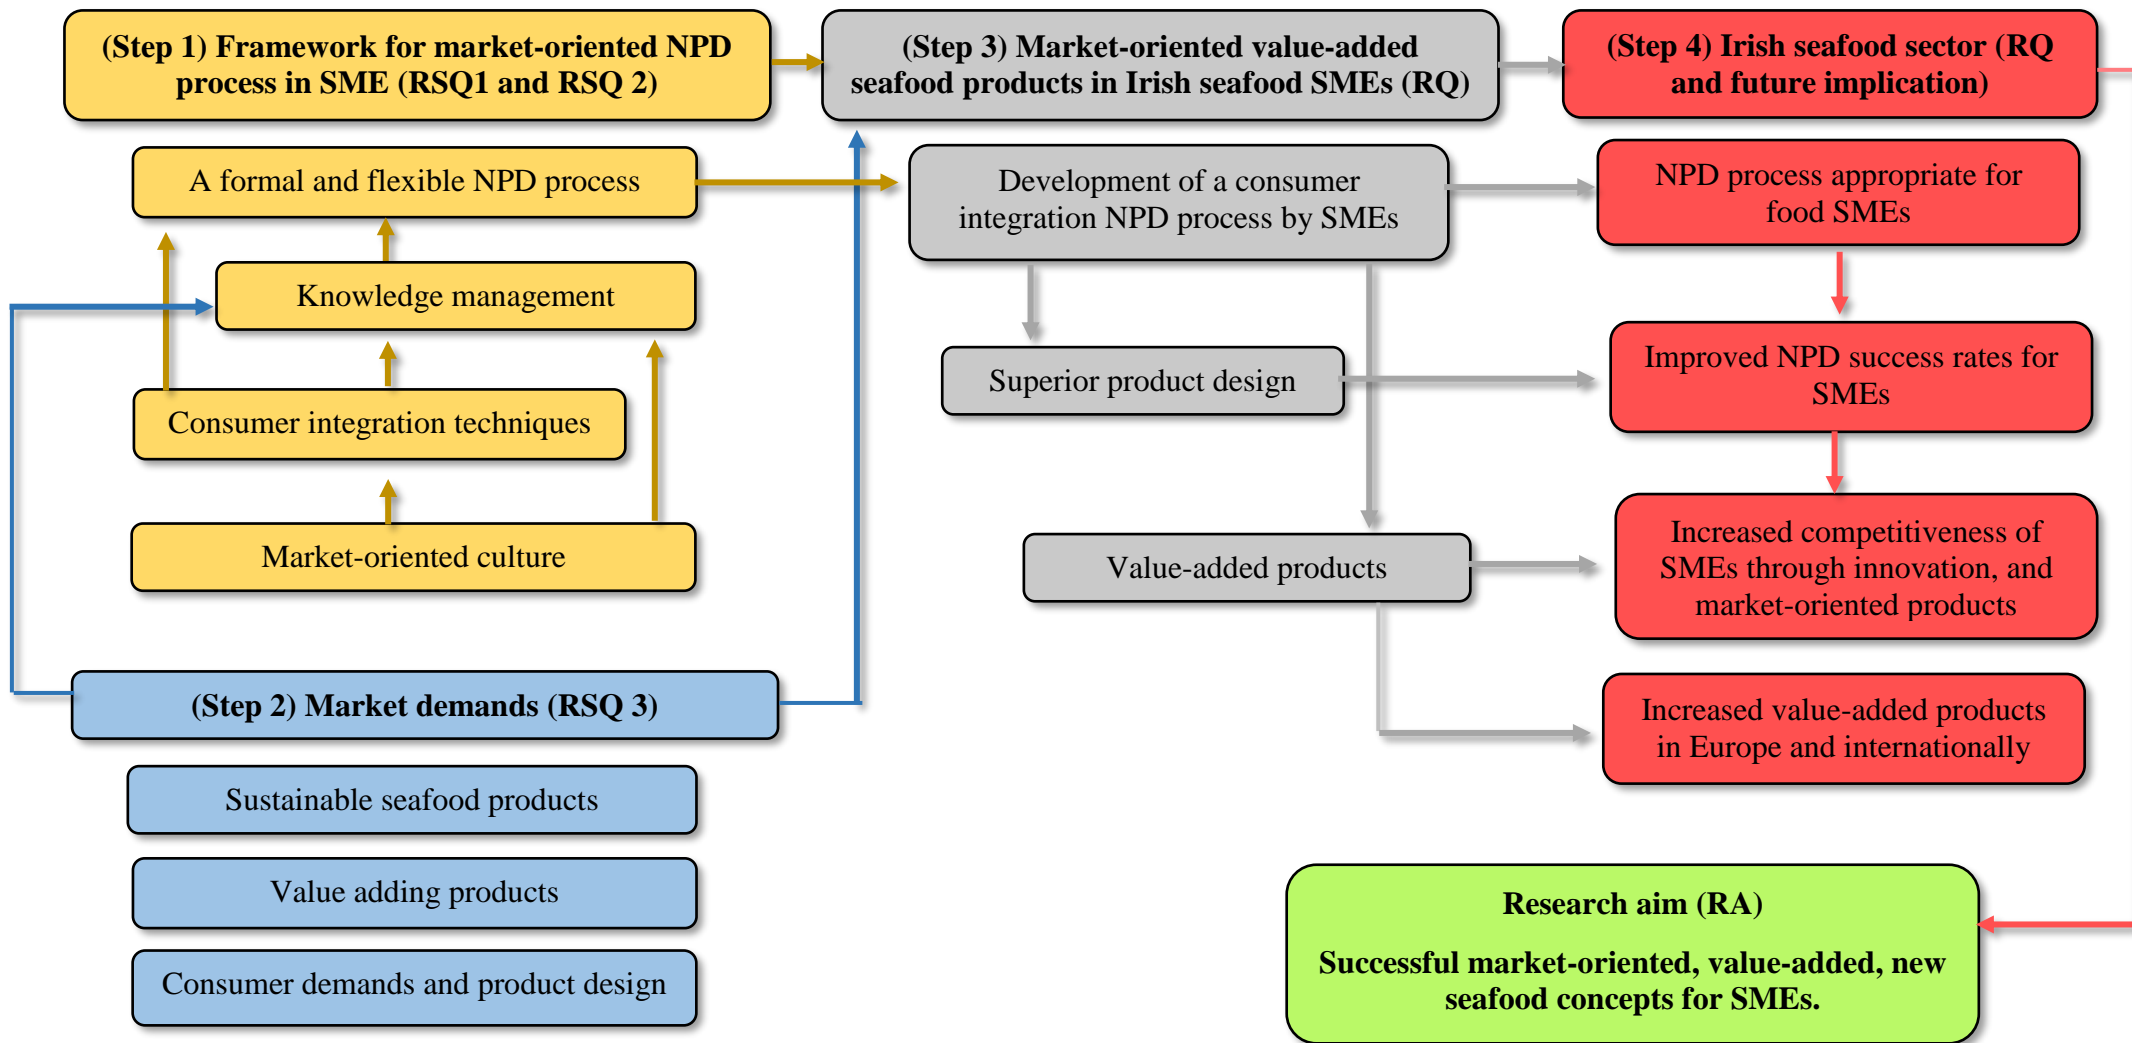 (Step 1) Framework for market-oriented NPD
process in SME (RSQ1 and RSQ 2)
A formal and flexible NPD process
Knowledge management
Consumer integration techniques
Market-oriented culture
(Step 2) Market demands (RSQ 3)
Sustainable seafood products
Value adding products
Consumer demands and product design
(Step 3) Market-oriented value-added
seafood products in Irish seafood SMEs (RQ)
Development of a consumer
integration NPD process by SMEs
Superior product design
Value-added products
(Step 4) Irish seafood sector (RQ
and future implication)
NPD process appropriate for
food SMEs
Improved NPD success rates for
SMEs
Increased competitiveness of
SMEs through innovation, and
market-oriented products
Increased value-added products
in Europe and internationally
Research aim (RA)
Successful market-oriented, value-added, new
seafood concepts for SMEs.